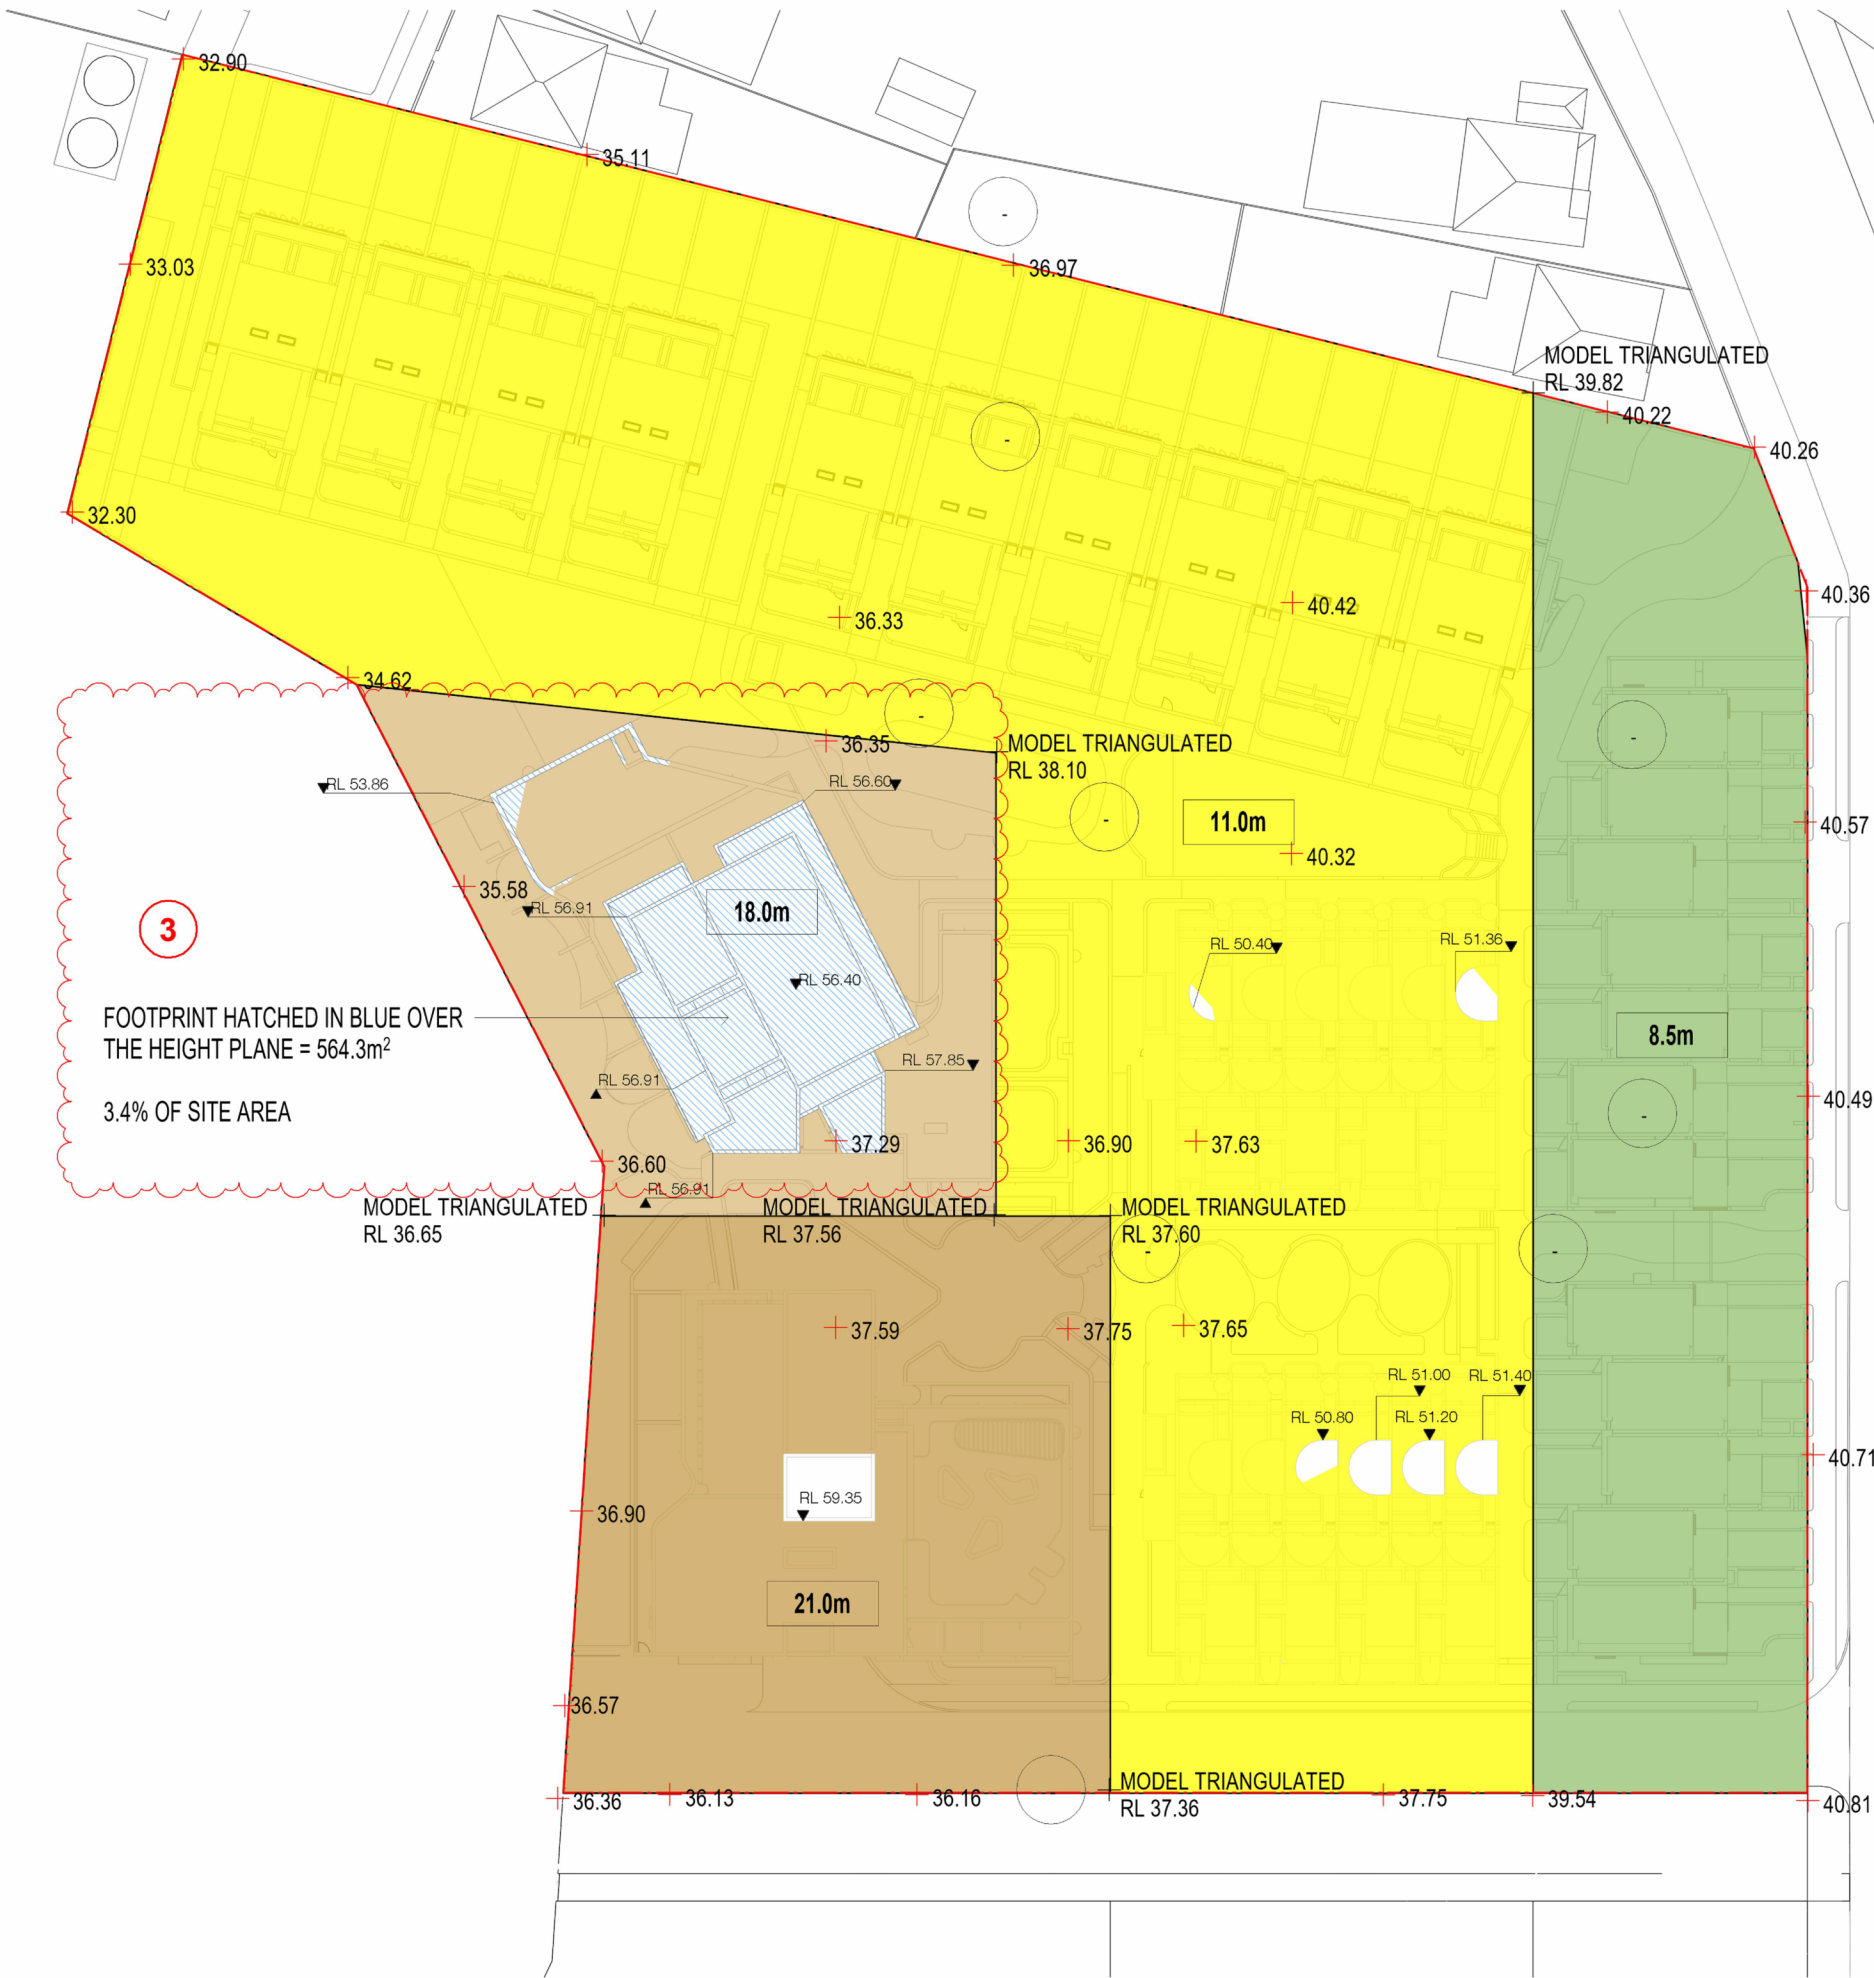 32.90
35.11
33.03
36.97
MODEL TRIANGULATED
RL 39.82
40.22
40.26
32.30
40.36
40.42
36.33
34.62
36.35
MODEL TRIANGULATED
RL 38.10
RL 53.86
RL 56.60
11.0m
40.57
40.32
35.58
RL 56.91
18.0m
3
RL 50.40
RL 51.36
RL 56.40
FOOTPRINT HATCHED IN BLUE OVER
THE HEIGHT PLANE = 564.3m²
8.5m
RL 57.85
RL 56.91
3.4% OF SITE AREA
40.49
37.29
36.90
37.63
36.60
RL 56.91
MODEL TRIANGULATED
RL 36.65
MODEL TRIANGULATED
RL 37.56
MODEL TRIANGULATED
RL 37.60
37.59
37.75
37.65
RL 51.00
RL 51.40
RL 50.80
RL 51.20
40.71
RL 59.35
36.90
21.0m
36.57
MODEL TRIANGULATED
RL 37.36
36.36
36.13
36.16
37.75
39.54
40.81